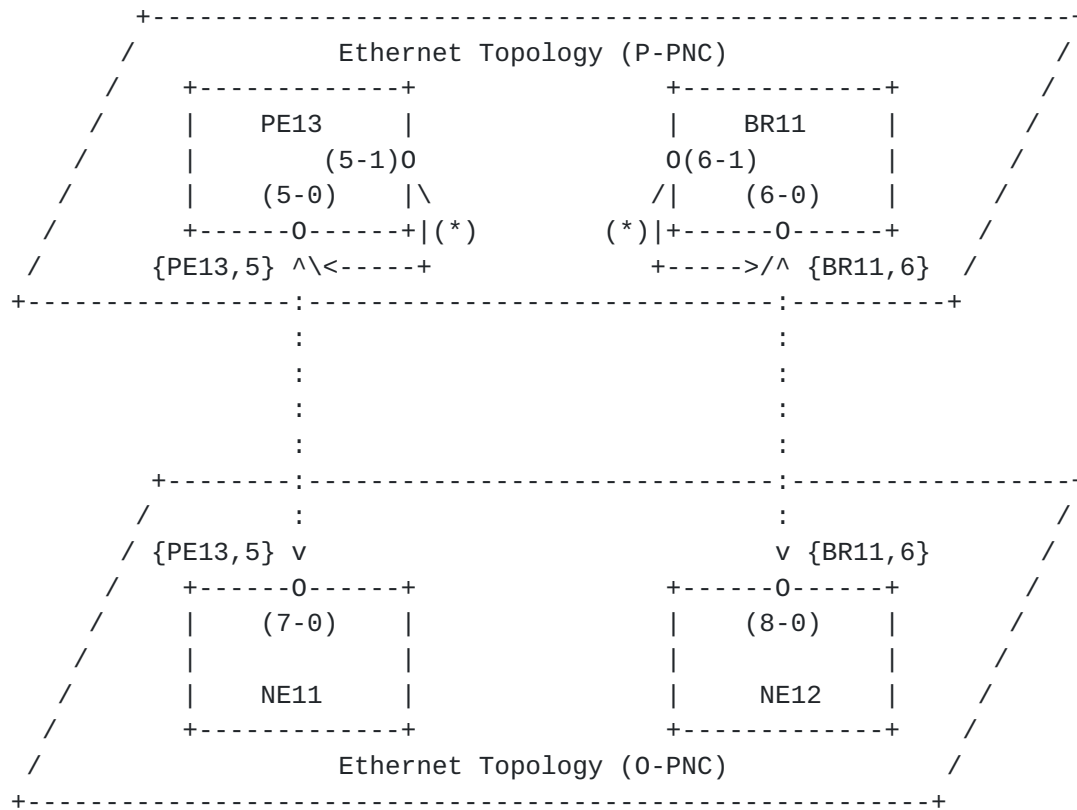 Ethernet Topology (P-PNC)
PE13 BR11
(5-1)O O(6-1)
(5-0) (6-0)
O (*) (*) O
{PE13,5} {BR11,6}
{PE13,5} v v {BR11,6}
O O
(7-0) (8-0)
NE11 NE12
Ethernet Topology (O-PNC)